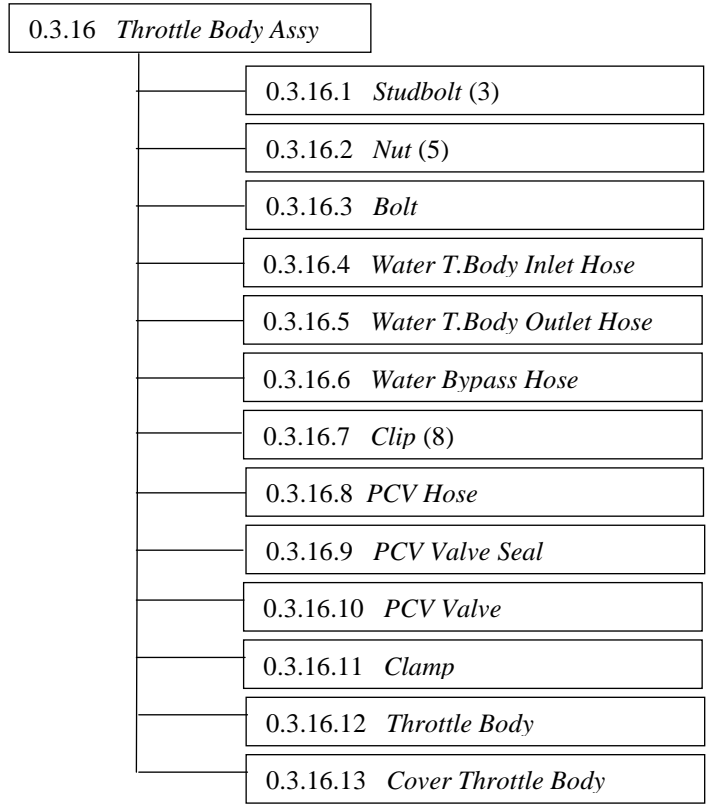 0.3.16 Throttle Body Assy
0.3.16.1 Studbolt (3)
0.3.16.2 Nut (5)
0.3.16.3 Bolt
0.3.16.4 Water T.Body Inlet Hose
0.3.16.5 Water T.Body Outlet Hose
0.3.16.6 Water Bypass Hose
0.3.16.7 Clip (8)
0.3.16.8 PCV Hose
0.3.16.9 PCV Valve Seal
0.3.16.10 PCV Valve
0.3.16.11 Clamp
0.3.16.12 Throttle Body
0.3.16.13 Cover Throttle Body